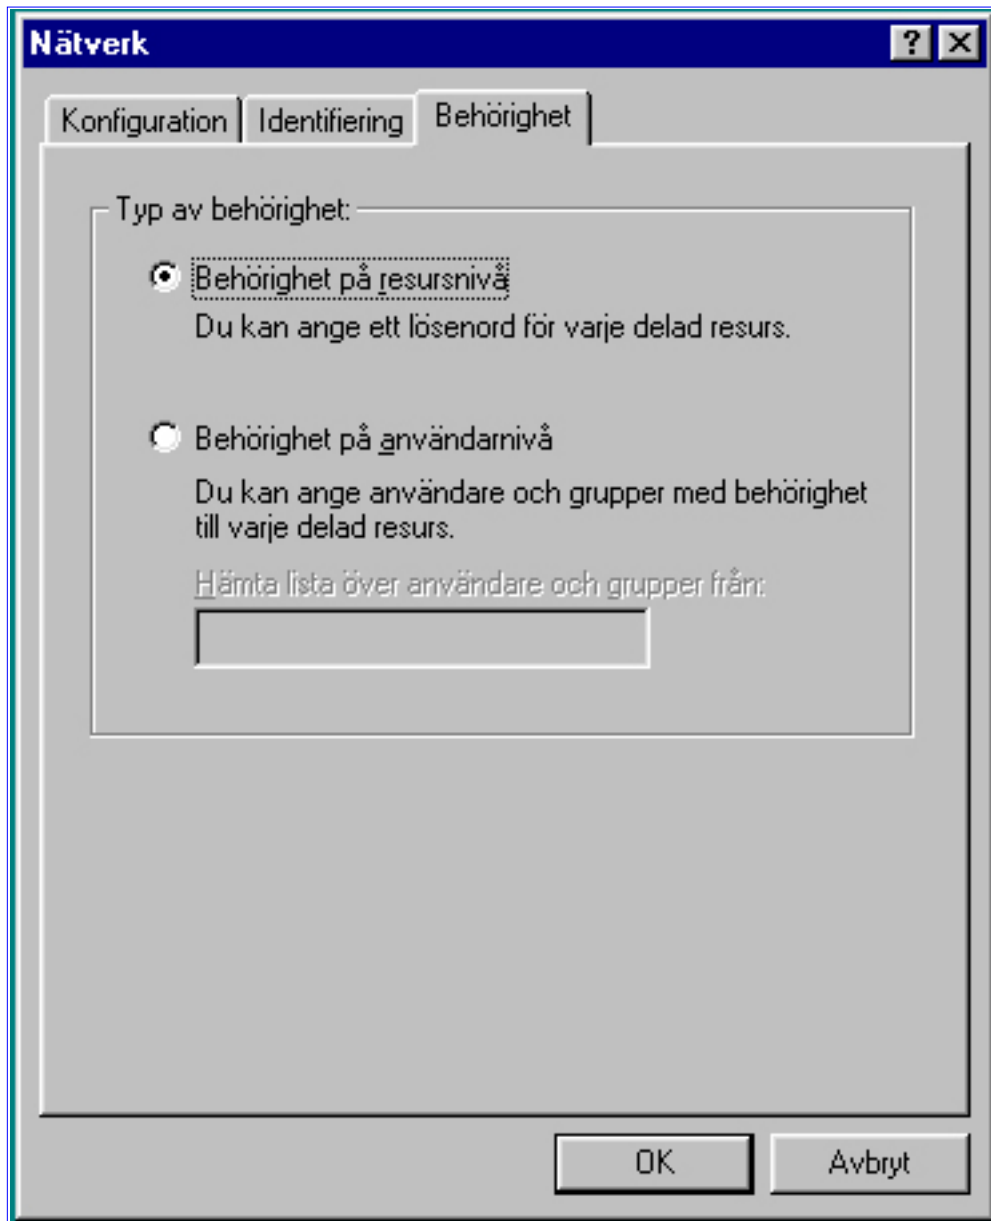 Nätverk
Konfiguration Identifiering Behörighet
Typ av behörighet:
Behörighet på resursnivå
Du kan ange ett lösenord för varje delad resurs.
Behörighet på användarnivå
Du kan ange användare och grupper med behörighet
till varje delad resurs.
Hämta lista över användare och grupper från:
OK Avbryt